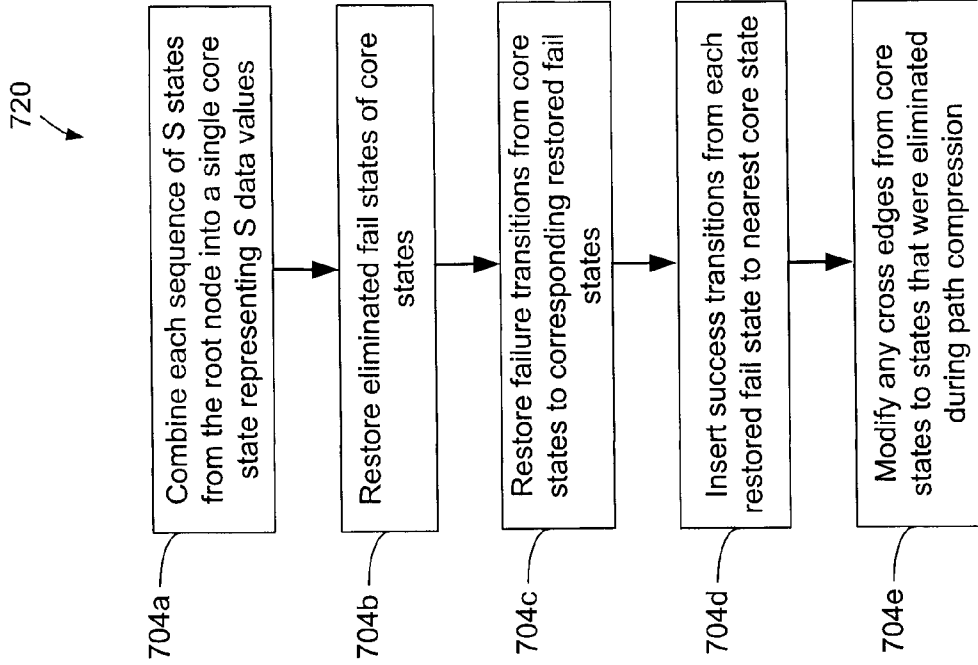 720
704a
Combine each sequence of S states
from the root node into a single core
state representing S data values
704b
Restore eliminated fail states of core
states
704c
Restore failure transitions from core
states to corresponding restored fail
states
704d
Insert success transitions from each
restored fail state to nearest core state
704e
Modify any cross edges from core
states to states that were eliminated
during path compression